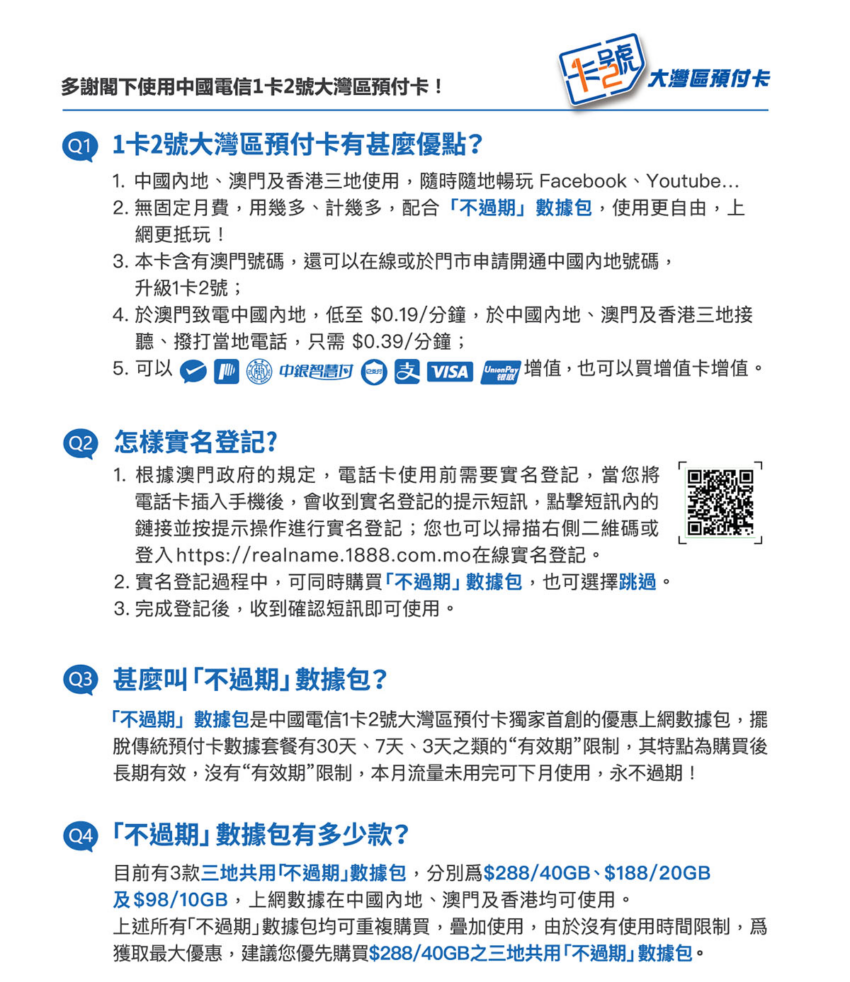 多謝閣下使用中國電信1卡2號大灣區預付卡！
1卡2號 大灣區預付卡
Q1 1卡2號大灣區預付卡有甚麼優點？
1. 中國內地、澳門及香港三地使用，隨時隨地暢玩 Facebook、Youtube...
2. 無固定月費，用幾多、計幾多，配合「不過期」數據包，使用更自由，上
網更抵玩！
3. 本卡含有澳門號碼，還可以在線或於門市申請開通中國內地號碼，
升級1卡2號；
4. 於澳門致電中國內地，低至 $0.19/分鐘，於中國內地、澳門及香港三地接
聽、撥打當地電話，只需 $0.39/分鐘；
5. 可以 中銀智慧付 支 VISA UnionPay 銀聯 增值，也可以買增值卡增值。
Q2 怎樣實名登記?
1. 根據澳門政府的規定，電話卡使用前需要實名登記，當您將
電話卡插入手機後，會收到實名登記的提示短訊，點擊短訊內的
鏈接並按提示操作進行實名登記；您也可以掃描右側二維碼或
登入https://realname.1888.com.mo在線實名登記。
2. 實名登記過程中，可同時購買「不過期」數據包，也可選擇跳過。
3. 完成登記後，收到確認短訊即可使用。
Q3 甚麼叫「不過期」數據包？
「不過期」數據包是中國電信1卡2號大灣區預付卡獨家首創的優惠上網數據包，擺
脫傳統預付卡數據套餐有30天、7天、3天之類的“有效期”限制，其特點為購買後
長期有效，沒有“有效期”限制，本月流量未用完可下月使用，永不過期！
Q4 「不過期」數據包有多少款？
目前有3款三地共用「不過期」數據包，分別爲$288/40GB、$188/20GB
及$98/10GB，上網數據在中國內地、澳門及香港均可使用。
上述所有「不過期」數據包均可重複購買，疊加使用，由於沒有使用時間限制，爲
獲取最大優惠，建議您優先購買$288/40GB之三地共用「不過期」數據包。